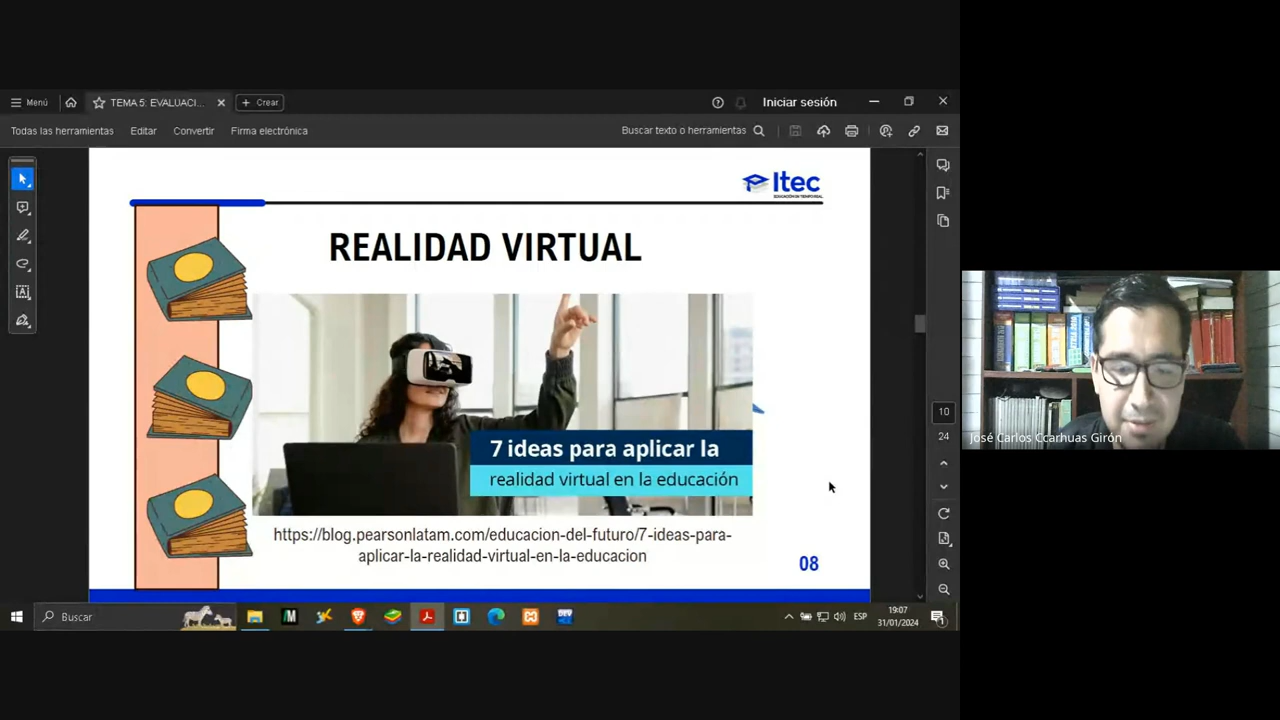 Menú
TEMA 5: EVALUACI...
Crear
Iniciar sesión
Todas las herramientas
Editar
Convertir
Firma electrónica
Buscar texto o herramientas
Itec
REALIDAD VIRTUAL
7 ideas para aplicar la
realidad virtual en la educación
https://blog.pearsonlatam.com/educacion-del-futuro/7-ideas-para-
aplicar-la-realidad-virtual-en-la-educacion
08
10
24
José Carlos Ccarhuas Girón
Buscar
DEV
ESP
19:07
31/01/2024